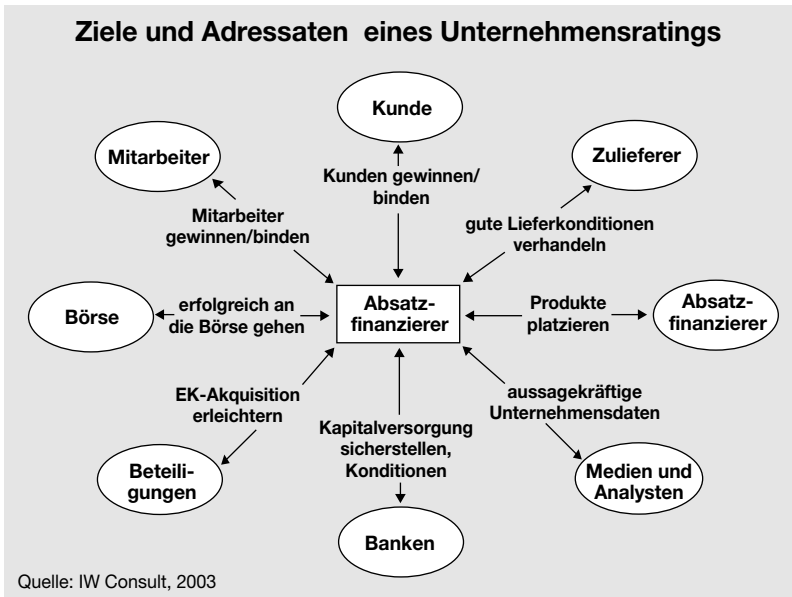 Ziele und Adressaten eines Unternehmensratings
Kunde
Mitarbeiter
Zulieferer
Kunden gewinnen/
binden
Mitarbeiter
gewinnen/binden
gute Lieferkonditionen
verhandeln
Börse
erfolgreich an
die Börse gehen
Absatz-
finanzierer
Produkte
platzieren
Absatz-
finanzierer
EK-Akquisition
erleichtern
Kapitalversorgung
sicherstellen,
Konditionen
aussagekräftige
Unternehmensdaten
Beteili-
gungen
Banken
Medien und
Analysten
Quelle: IW Consult, 2003